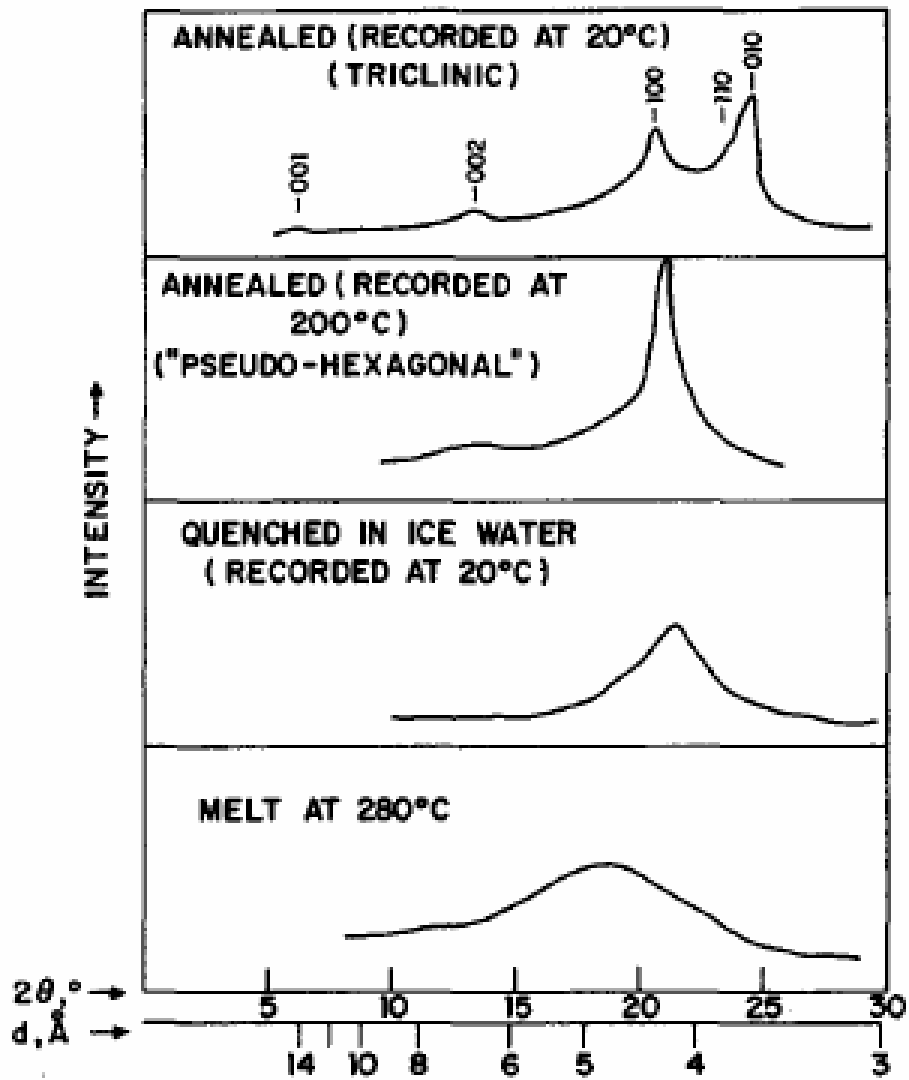 ANNEALED (RECORDED AT 20°C)
(TRICLINIC)
-001
-002
-100
-110
-010
ANNEALED (RECORDED AT
200°C)
("PSEUDO-HEXAGONAL")
INTENSITY →
QUENCHED IN ICE WATER
(RECORDED AT 20°C)
MELT AT 280°C
2θ,° →
5 10 15 20 25 30
d,Å →
14 10 8 6 5 4 3